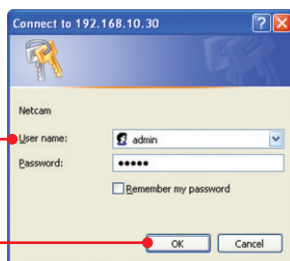 Connect to 192.168.10.30
Netcam
User name:
admin
Password:
•••••
Remember my password
OK
Cancel